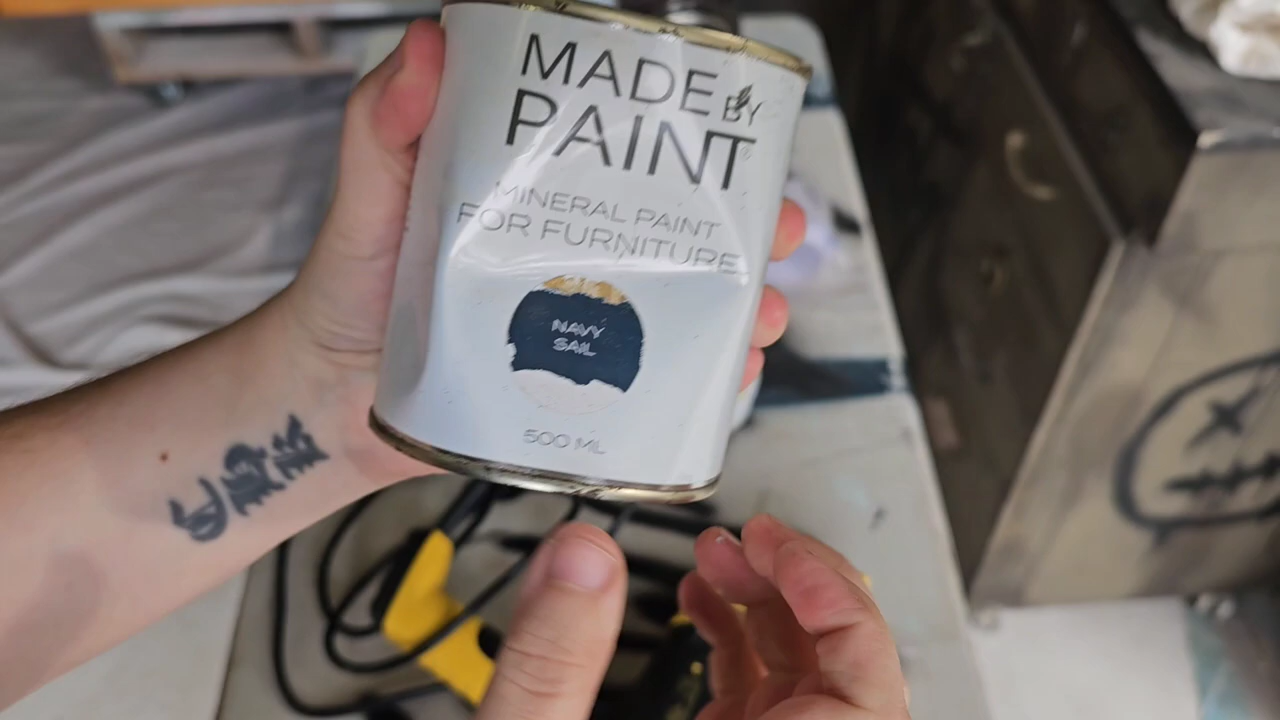 MADE BY
PAINT®
MINERAL PAINT
FOR FURNITURE
NAVY
SAIL
500 ML